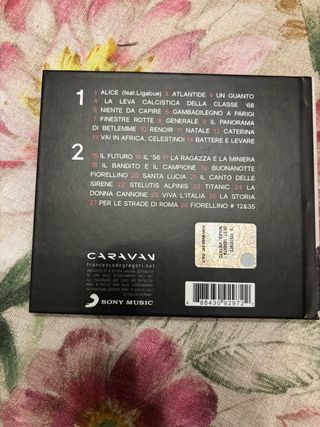 1
1 ALICE (feat.Ligabue) 2 ATLANTIDE 3 UN GUANTO
4 LA LEVA CALCISTICA DELLA CLASSE '68
5 NIENTE DA CAPIRE 6 GAMBADILEGNO A PARIGI
7 FINESTRE ROTTE 8 GENERALE 9 IL PANORAMA
DI BETLEMME 10 RENOIR 11 NATALE 12 CATERINA
13 VAI IN AFRICA, CELESTINO! 14 BATTERE E LEVARE
2
15 IL FUTURO 16 IL '56 17 LA RAGAZZA E LA MINIERA
18 IL BANDITO E IL CAMPIONE 19 BUONANOTTE
FIORELLINO 20 SANTA LUCIA 21 IL CANTO DELLE
SIRENE 22 STELUTIS ALPINIS 23 TITANIC 24 LA
DONNA CANNONE 25 VIVA L'ITALIA 26 LA STORIA
27 PER LE STRADE DI ROMA 28 FIORELLINO # 12&35
CARAVAN
francescodegregori.net
SONY MUSIC
8 88430 92972